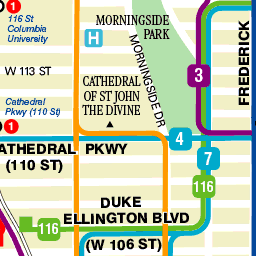 1
116 St
Columbia
University
MORNINGSIDE
PARK
H
W 113 ST
CATHEDRAL
OF ST JOHN
THE DIVINE
MORNINGSIDE DR
3
FREDERICK
Cathedral
Pkwy (110 St)
1
4
ATHEDRAL PKWY
(110 ST)
7
116
DUKE
ELLINGTON BLVD
116
(W 106 ST)